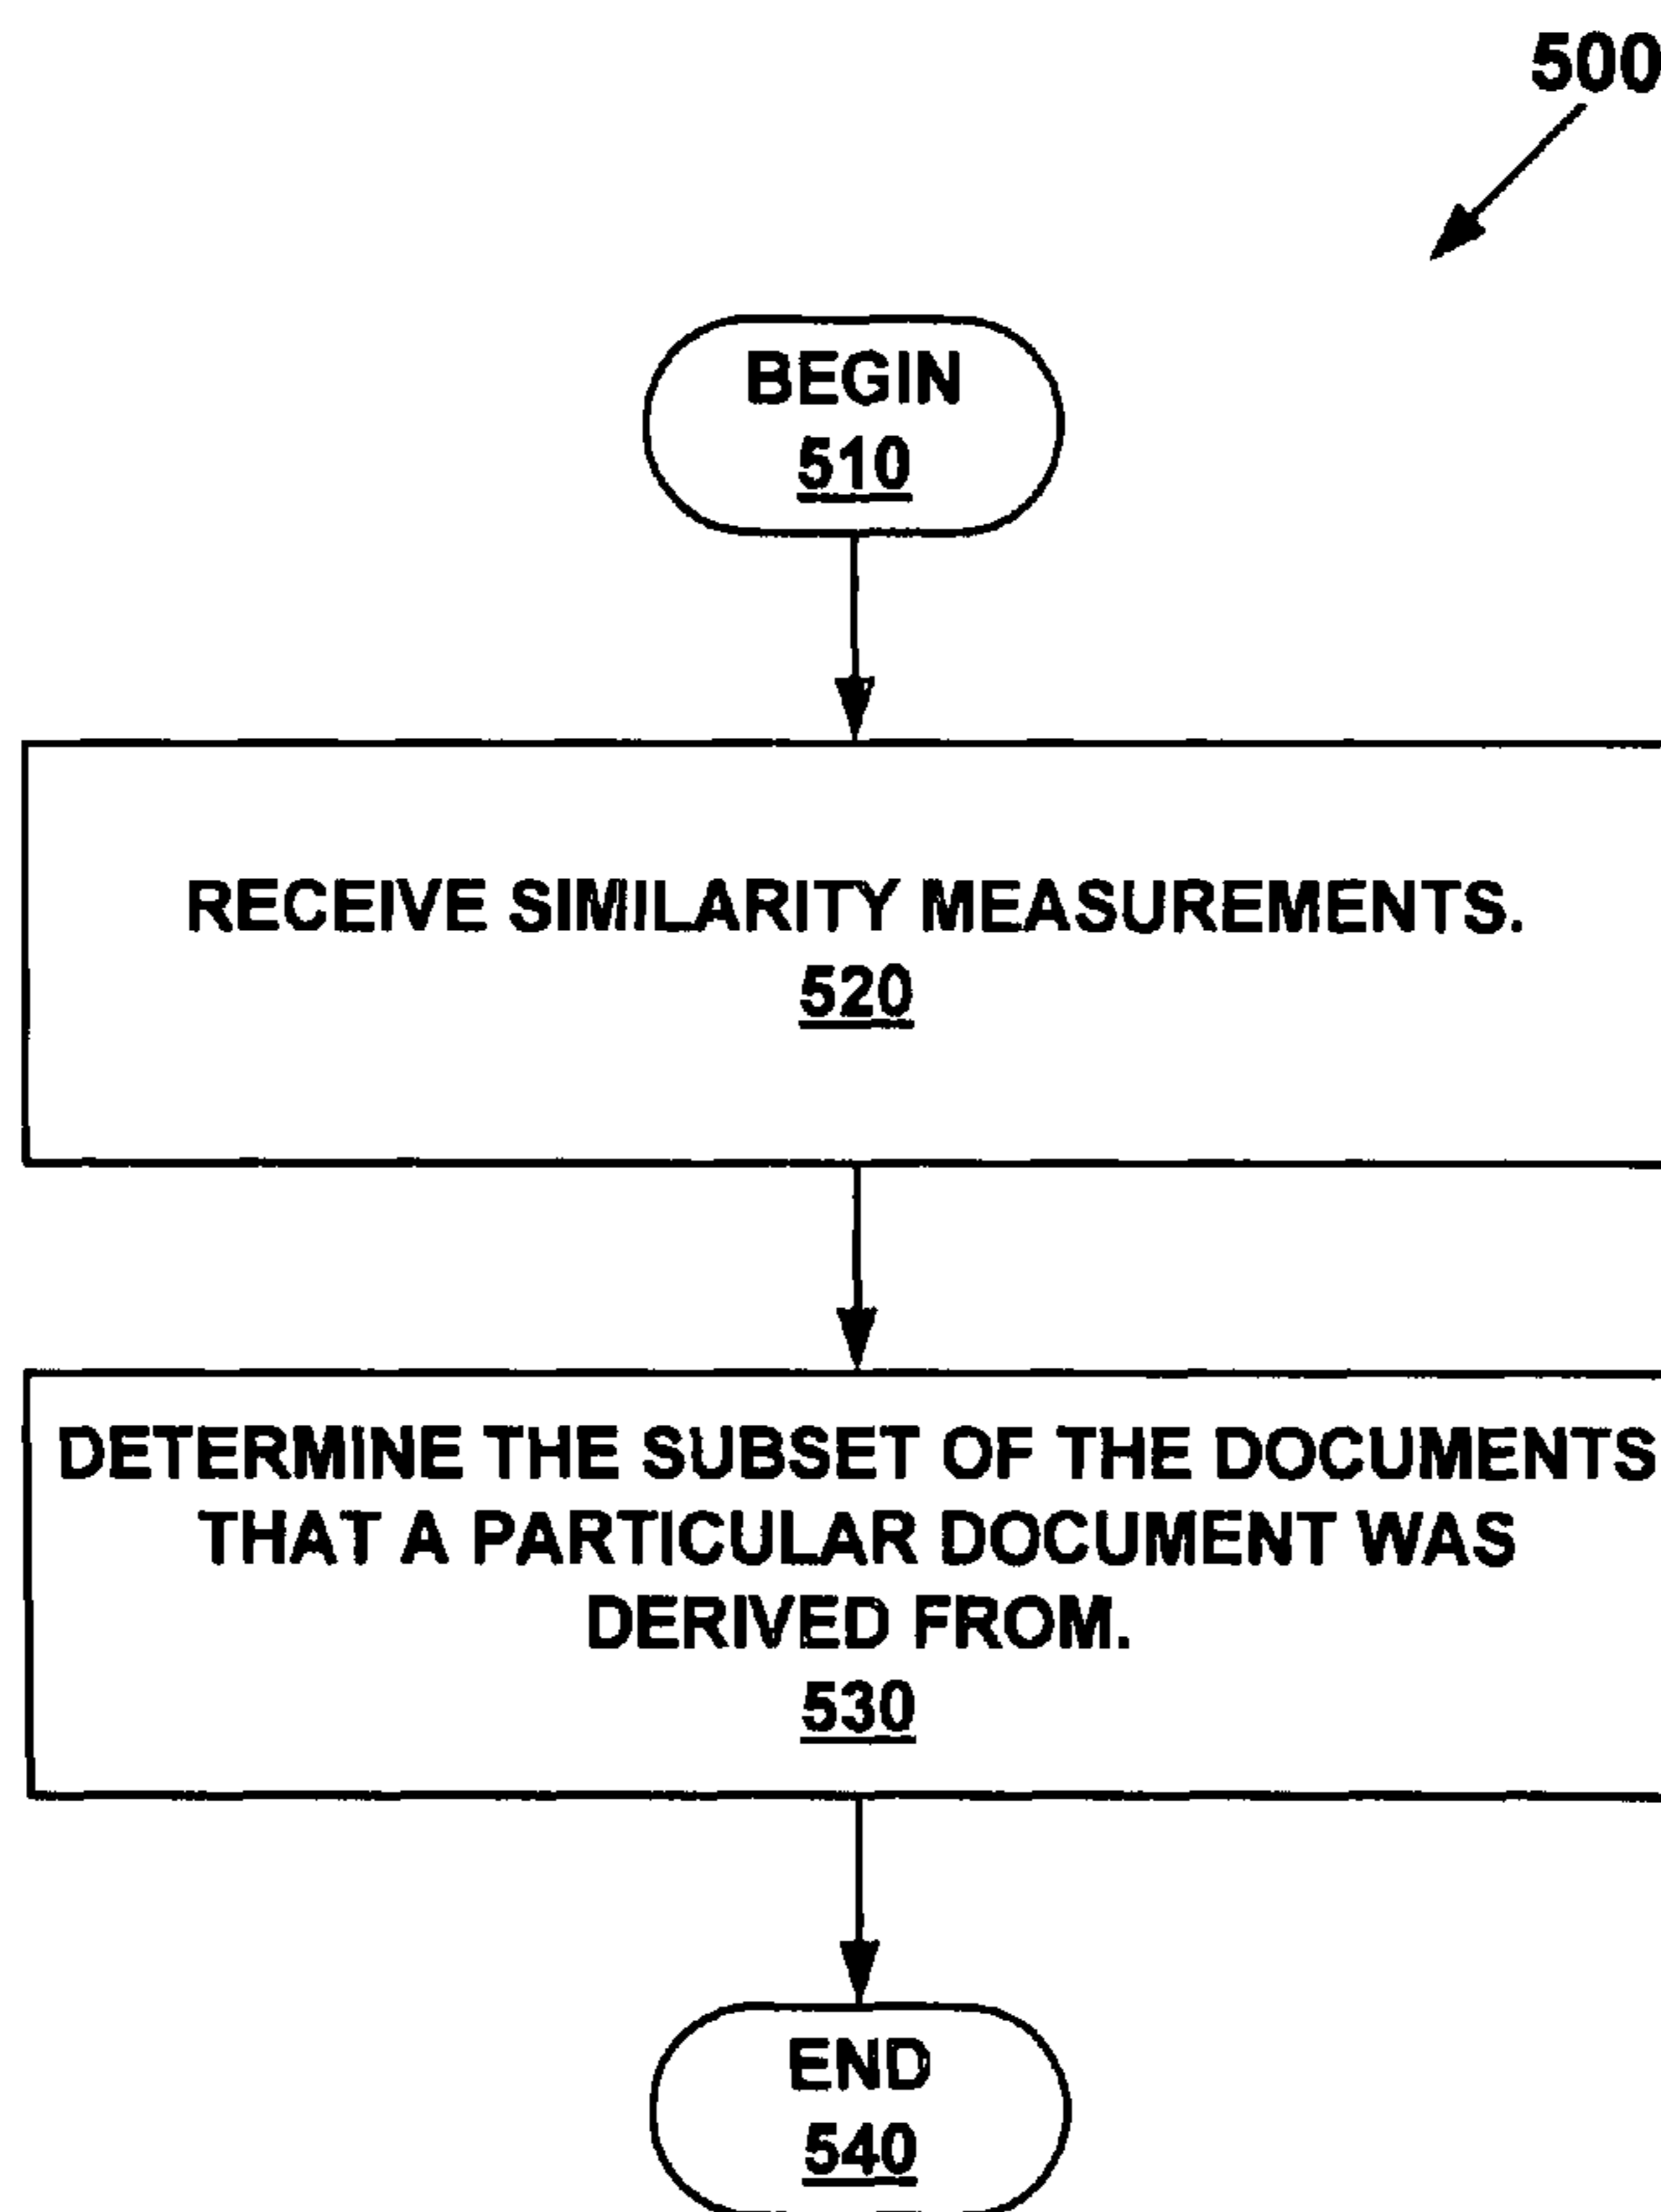 500
BEGIN
510
RECEIVE SIMILARITY MEASUREMENTS.
520
DETERMINE THE SUBSET OF THE DOCUMENTS
THAT A PARTICULAR DOCUMENT WAS
DERIVED FROM.
530
END
540